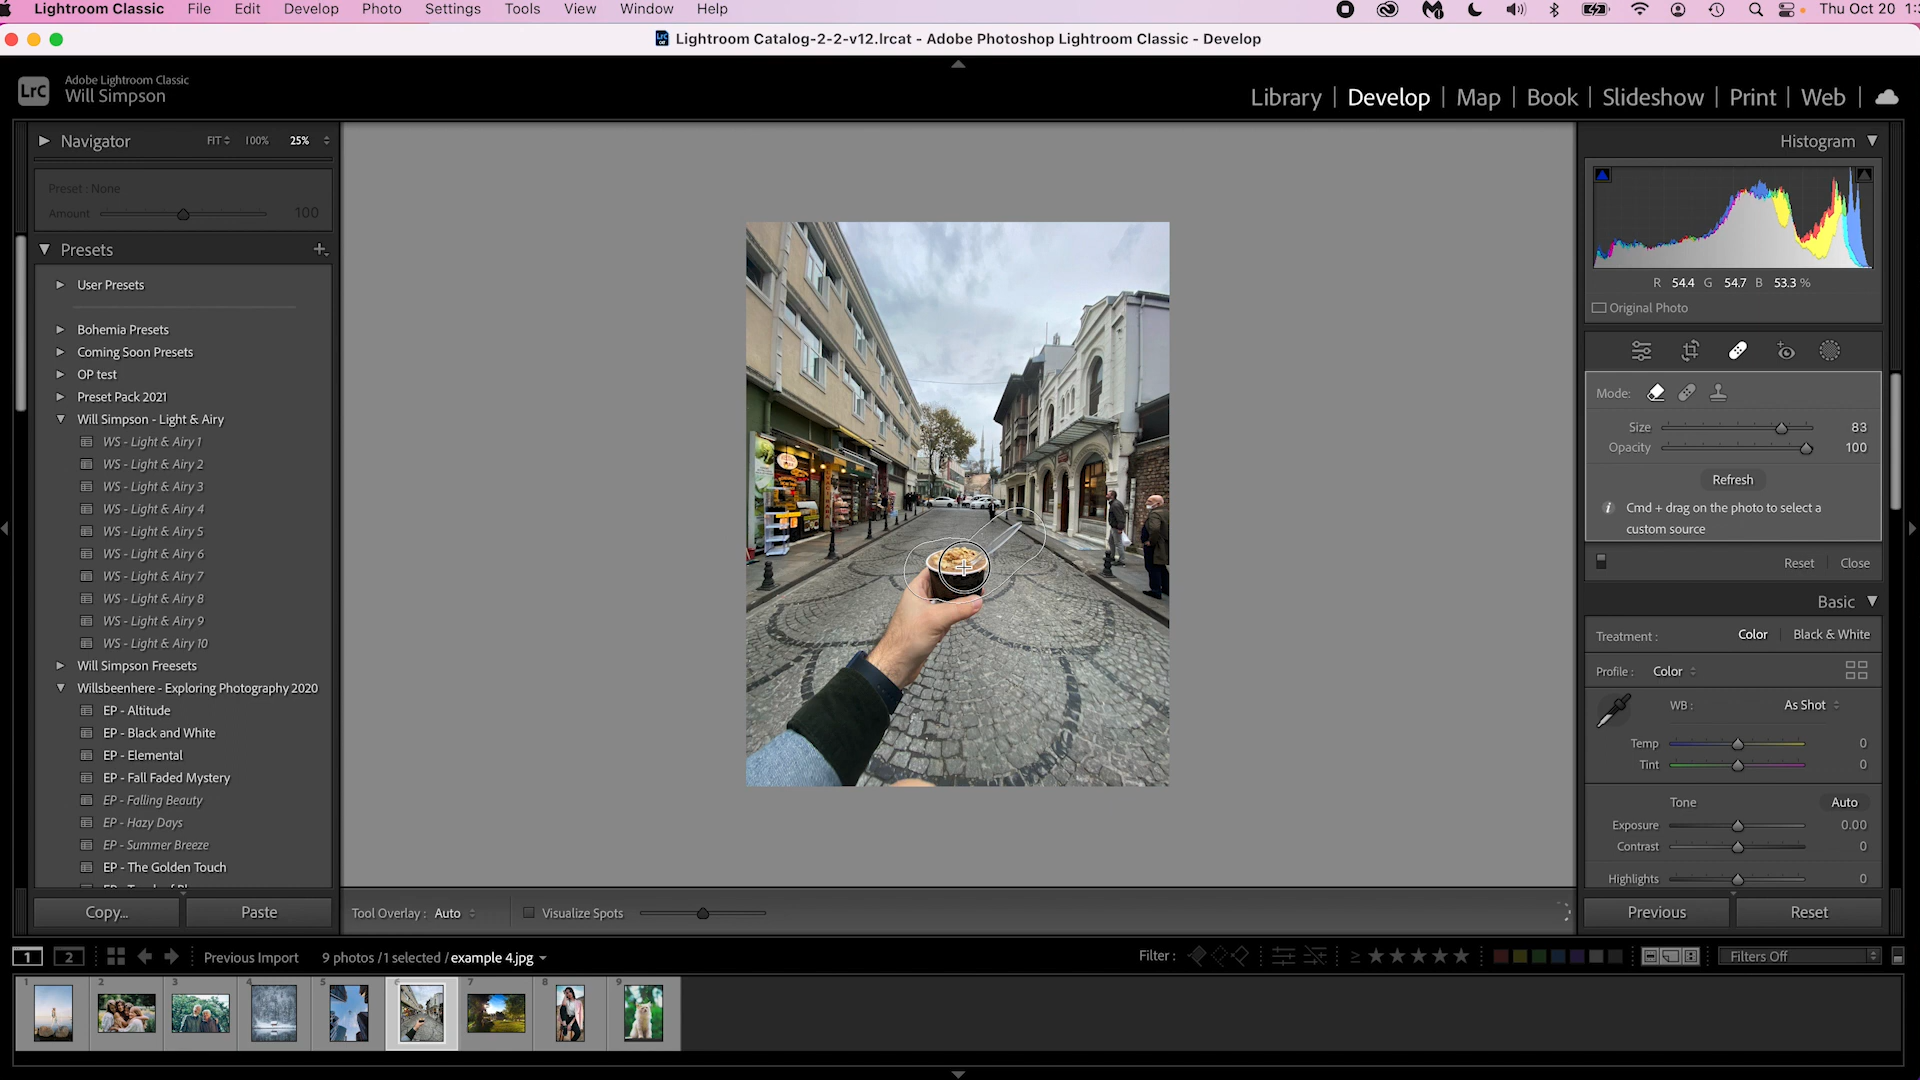 Lightroom Classic File Edit Develop Photo Settings Tools View Window Help Thu Oct 20
Lightroom Catalog-2-2-v12.lrcat - Adobe Photoshop Lightroom Classic - Develop
LrC
Adobe Lightroom Classic
Will Simpson
Library | Develop | Map | Book | Slideshow | Print | Web
Navigator FIT 100% 25%
Preset : None
Amount 100
Presets
User Presets
Bohemia Presets
Coming Soon Presets
OP test
Preset Pack 2021
Will Simpson - Light & Airy
WS - Light & Airy 1
WS - Light & Airy 2
WS - Light & Airy 3
WS - Light & Airy 4
WS - Light & Airy 5
WS - Light & Airy 6
WS - Light & Airy 7
WS - Light & Airy 8
WS - Light & Airy 9
WS - Light & Airy 10
Will Simpson Freesets
Willsbeenhere - Exploring Photography 2020
EP - Altitude
EP - Black and White
EP - Elemental
EP - Fall Faded Mystery
EP - Falling Beauty
EP - Hazy Days
EP - Summer Breeze
EP - The Golden Touch
Copy... Paste
Tool Overlay : Auto Visualize Spots
Histogram
R 54.4 G 54.7 B 53.3 %
Original Photo
Mode:
Size 83
Opacity 100
Refresh
Cmd + drag on the photo to select a
custom source
Reset Close
Basic
Treatment : Color Black & White
Profile : Color
WB : As Shot
Temp 0
Tint 0
Tone Auto
Exposure 0.00
Contrast 0
Highlights 0
Previous Reset
1 2 Previous Import 9 photos /1 selected /example 4.jpg Filter : ≥ Filters Off
1 2 3 4 5 6 7 8 9